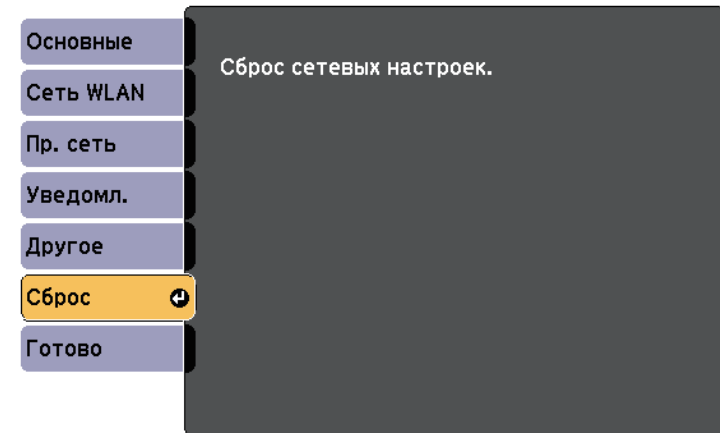 Основные
Сеть WLAN
Пр. сеть
Уведомл.
Другое
Сброс
Готово
Сброс сетевых настроек.